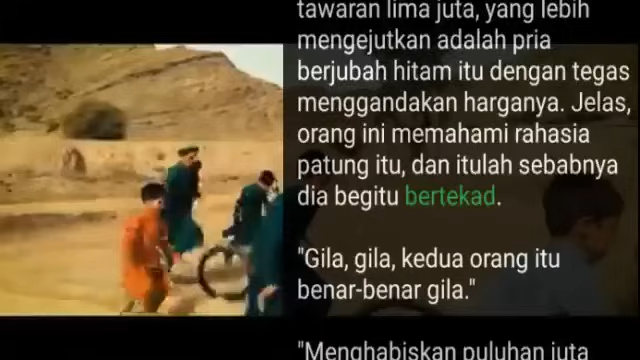 tawaran lima juta, yang lebih
mengejutkan adalah pria
berjubah hitam itu dengan tegas
menggandakan harganya. Jelas,
orang ini memahami rahasia
patung itu, dan itulah sebabnya
dia begitu bertekad.
"Gila, gila, kedua orang itu
benar-benar gila."
"Menghabiskan puluhan juta